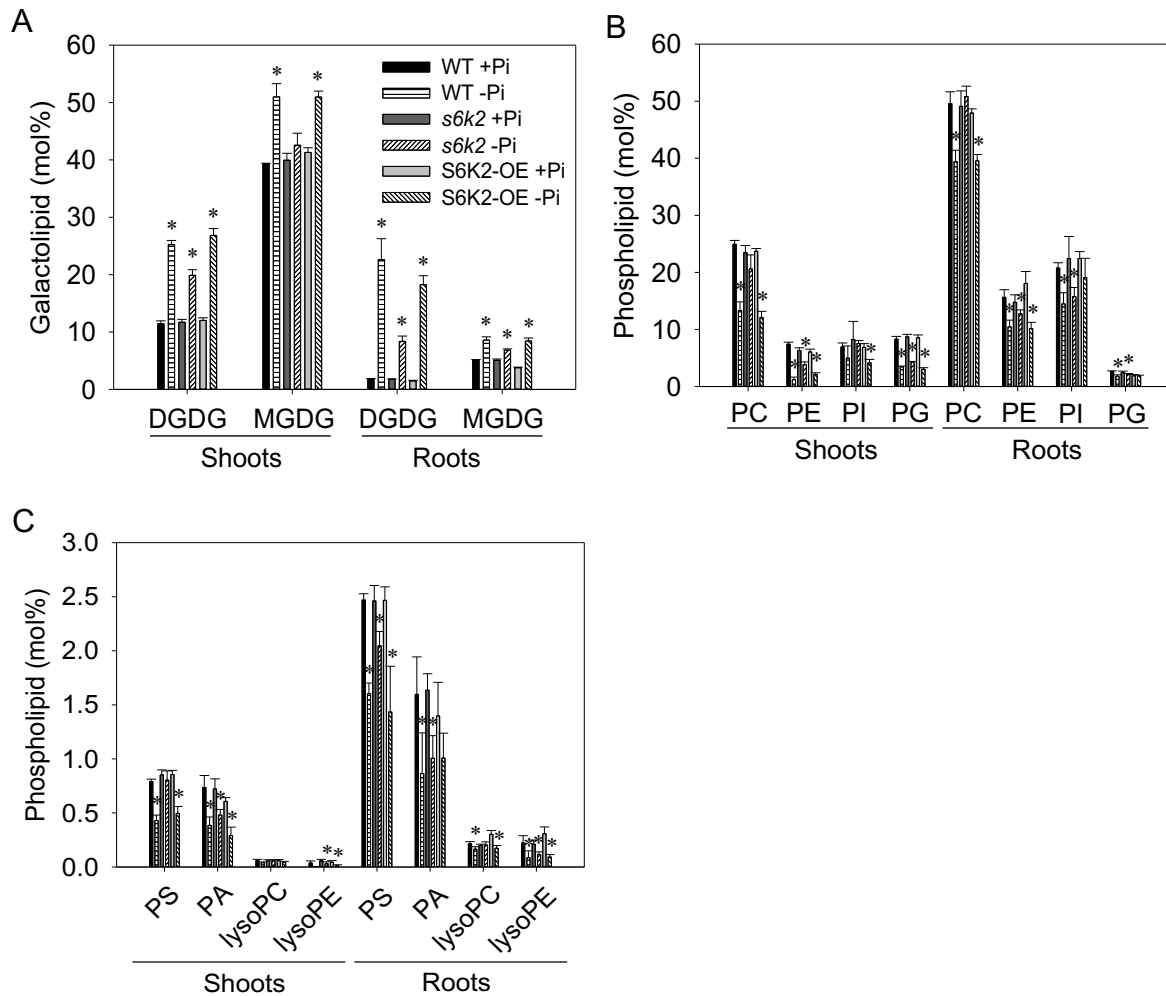 A
Galactolipid (mol%)
60
50
40
30
20
10
0
WT +Pi
WT -Pi
s6k2 +Pi
s6k2 -Pi
S6K2-OE +Pi
S6K2-OE -Pi
* * * * * * * * * * *
DGDG MGDG DGDG MGDG
Shoots Roots
B
Phospholipid (mol%)
60
50
40
30
20
10
0
* * * * * * * * * * * * * * * * * *
PC PE PI PG PC PE PI PG
Shoots Roots
C
Phospholipid (mol%)
3.0
2.5
2.0
1.5
1.0
0.5
0.0
* * * * * * * * * * * * * * * * *
PS PA lysoPC lysoPE PS PA lysoPC lysoPE
Shoots Roots